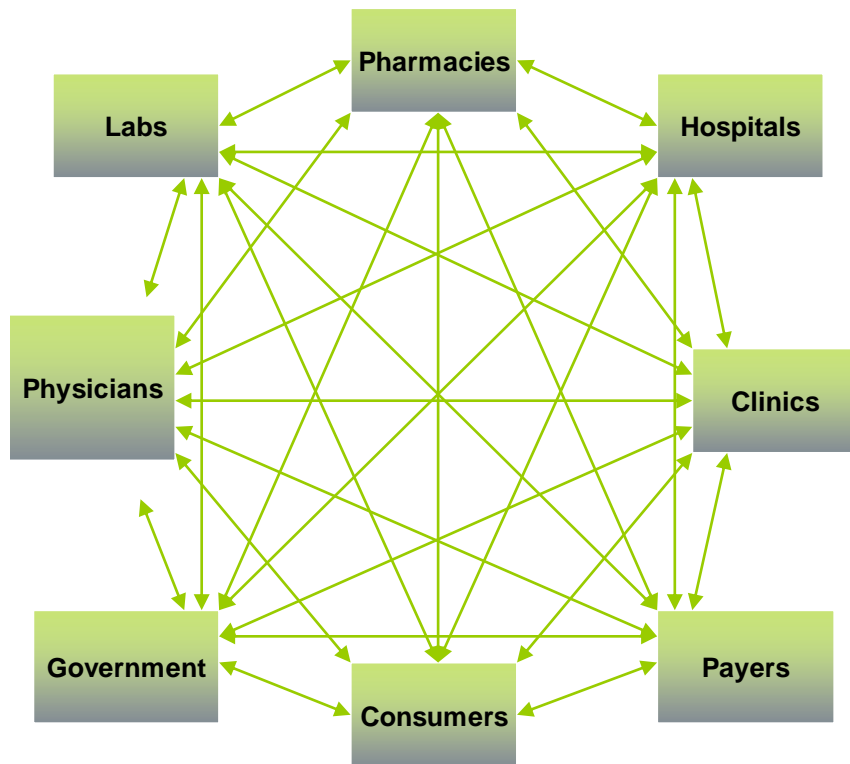 Pharmacies
Labs
Hospitals
Physicians
Clinics
Government
Payers
Consumers